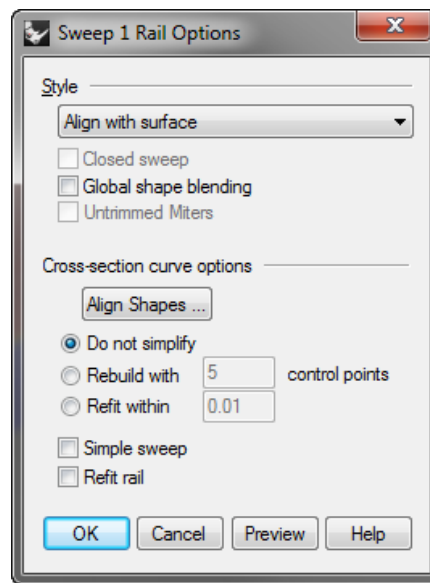 Sweep 1 Rail Options
Style
Align with surface
Closed sweep
Global shape blending
Untrimmed Miters
Cross-section curve options
Align Shapes ...
Do not simplify
Rebuild with 5 control points
Refit within 0.01
Simple sweep
Refit rail
OK Cancel Preview Help